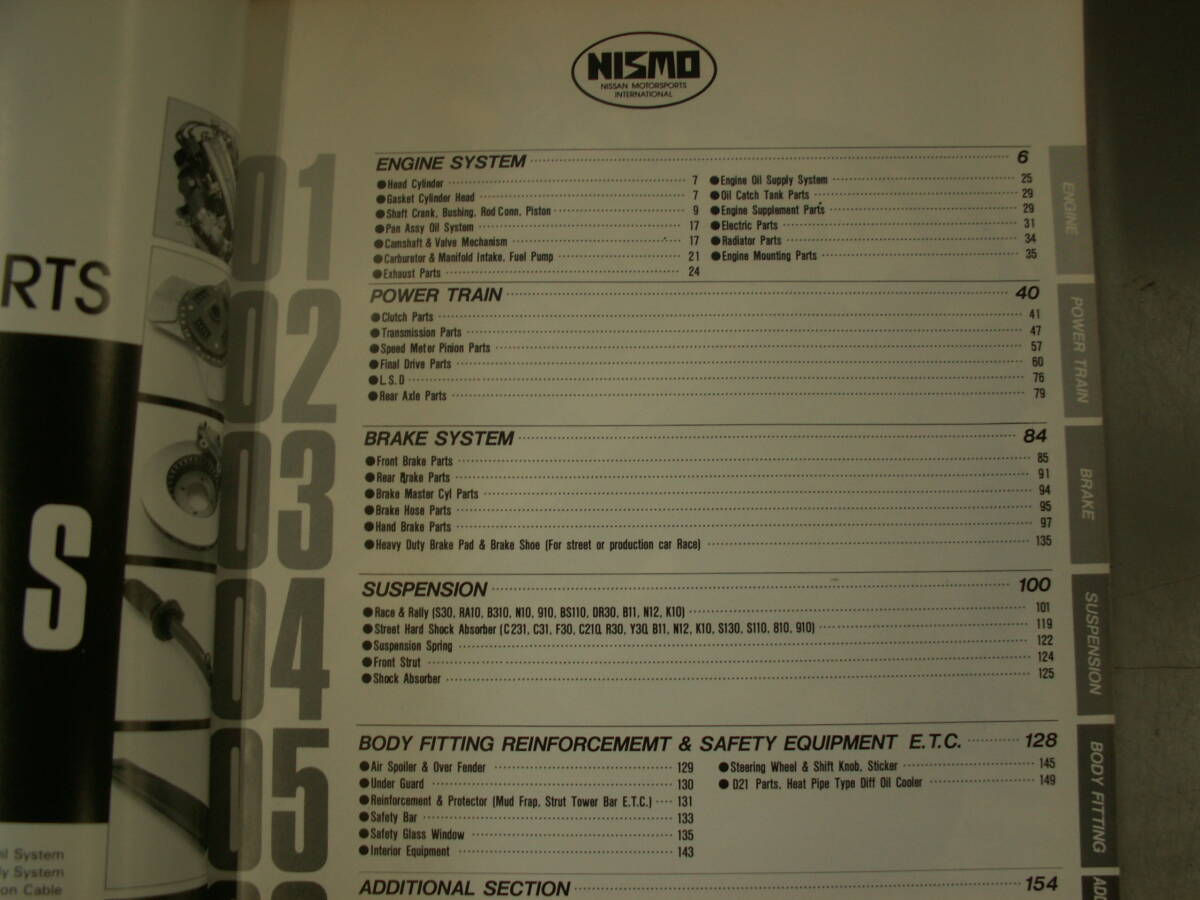 NISMO
NISSAN MOTORSPORTS
INTERNATIONAL
01
ENGINE SYSTEM 6
●Head Cylinder 7
●Gasket Cylinder Head 7
●Shaft Crank, Bushing, Rod Conn, Piston 9
●Pan Assy Oil System 17
●Camshaft & Valve Mechanism 17
●Carburetor & Manifold Intake, Fuel Pump 21
●Exhaust Parts 24
●Engine Oil Supply System 25
●Oil Catch Tank Parts 29
●Engine Supplement Parts 29
●Electric Parts 31
●Radiator Parts 34
●Engine Mounting Parts 35
ENGINE
02
POWER TRAIN 40
●Clutch Parts 41
●Transmission Parts 47
●Speed Meter Pinion Parts 57
●Final Drive Parts 60
●L.S.D 76
●Rear Axle Parts 79
POWER TRAIN
03
BRAKE SYSTEM 84
●Front Brake Parts 85
●Rear Brake Parts 91
●Brake Master Cyl Parts 94
●Brake Hose Parts 95
●Hand Brake Parts 97
●Heavy Duty Brake Pad & Brake Shoe (For street or production car Race) 135
BRAKE
04
SUSPENSION 100
●Race & Rally (S30, RA10, B310, N10, 910, BS110, DR30, B11, N12, K10) 101
●Street Hard Shock Absorber (C231, C31, F30, C210, R30, Y30, B11, N12, K10, S130, S110, 810, 910) 119
●Suspension Spring 122
●Front Strut 124
●Shock Absorber 125
SUSPENSION
05
BODY FITTING REINFORCEMEMT & SAFETY EQUIPMENT E.T.C. 128
●Air Spoiler & Over Fender 129
●Under Guard 130
●Reinforcement & Protector (Mud Frap, Strut Tower Bar E.T.C.) 131
●Safety Bar 133
●Safety Glass Window 135
●Interior Equipment 143
●Steering Wheel & Shift Knob, Sticker 145
●D21 Parts, Heat Pipe Type Diff Oil Cooler 149
BODY FITTING
ADDITIONAL SECTION 154
ADD
RTS
S
il System
ly System
on Cable